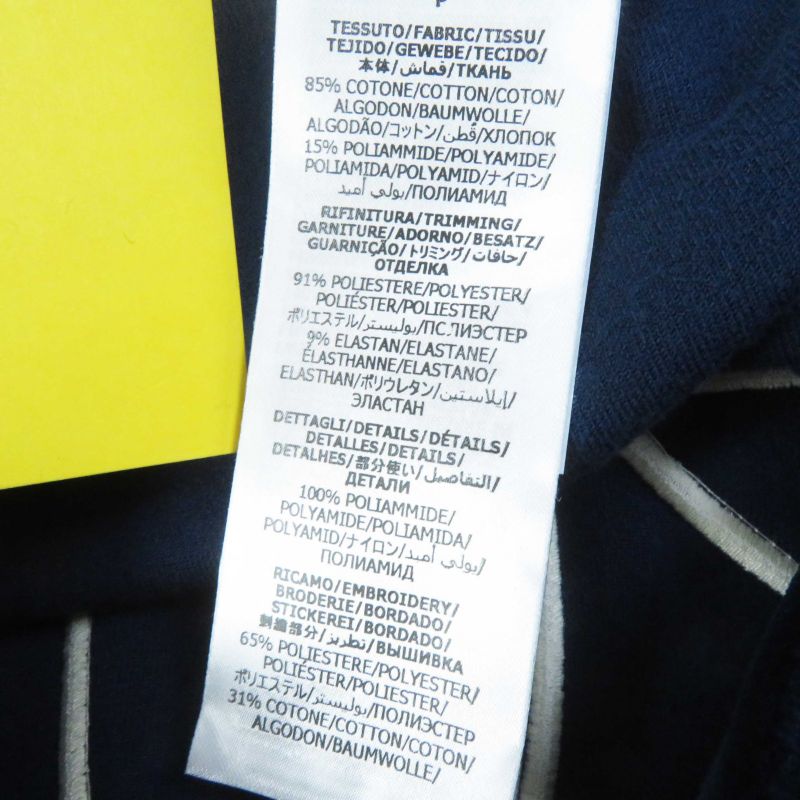 P
TESSUTO/FABRIC/TISSU/
TEJIDO/GEWEBE/TECIDO/
本体/قماش/ТКАНЬ
85% COTONE/COTTON/COTON/
ALGODON/BAUMWOLLE/
ALGODÃO/コットン/قُطن/ХЛОПОК
15% POLIAMMIDE/POLYAMIDE/
POLIAMIDA/POLYAMID/ナイロン/
بولي أميد/ПОЛИАМИД
RIFINITURA/TRIMMING/
GARNITURE/ADORNO/BESATZ/
GUARNIÇÃO/トリミング/حافات/
ОТДЕЛКА
91% POLIESTERE/POLYESTER/
POLIÉSTER/POLIESTER/
ポリエステル/بوليستر/ПОЛИЭСТЕР
9% ELASTAN/ELASTANE/
ÉLASTHANNE/ELASTANO/
ELASTHAN/ポリウレタン/إيلاستين/
ЭЛАСТАН
DETTAGLI/DETAILS/DÉTAILS/
DETALLES/DETAILS/
DETALHES/部分使い/التفاصيل/
ДЕТАЛИ
100% POLIAMMIDE/
POLYAMIDE/POLIAMIDA/
POLYAMID/ナイロン/بولي أميد/
ПОЛИАМИД
RICAMO/EMBROIDERY/
BRODERIE/BORDADO/
STICKEREI/BORDADO/
刺繍部分/تطريز/ВЫШИВКА
65% POLIESTERE/POLYESTER/
POLIÉSTER/POLIESTER/
ポリエステル/بوليستر/ПОЛИЭСТЕР
31% COTONE/COTTON/COTON/
ALGODON/BAUMWOLLE/